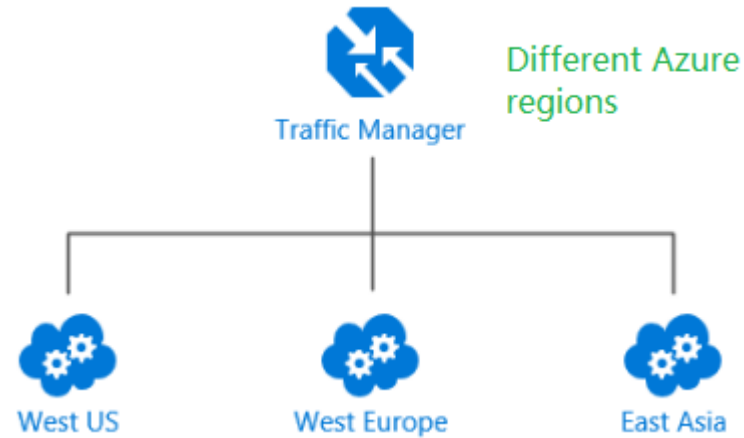 Different Azure
regions
Traffic Manager
West US
West Europe
East Asia